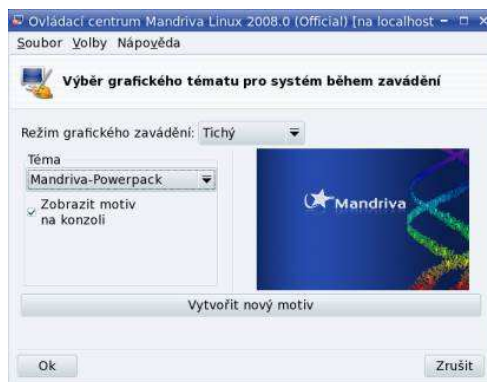 Ovládací centrum Mandriva Linux 2008.0 (Official) [na localhost
Soubor Volby Nápověda
Výběr grafického tématu pro systém během zavádění
Režim grafického zavádění: Tichý
Téma
Mandriva-Powerpack
Zobrazit motiv
na konzoli
Mandriva
Vytvořit nový motiv
Ok
Zrušit